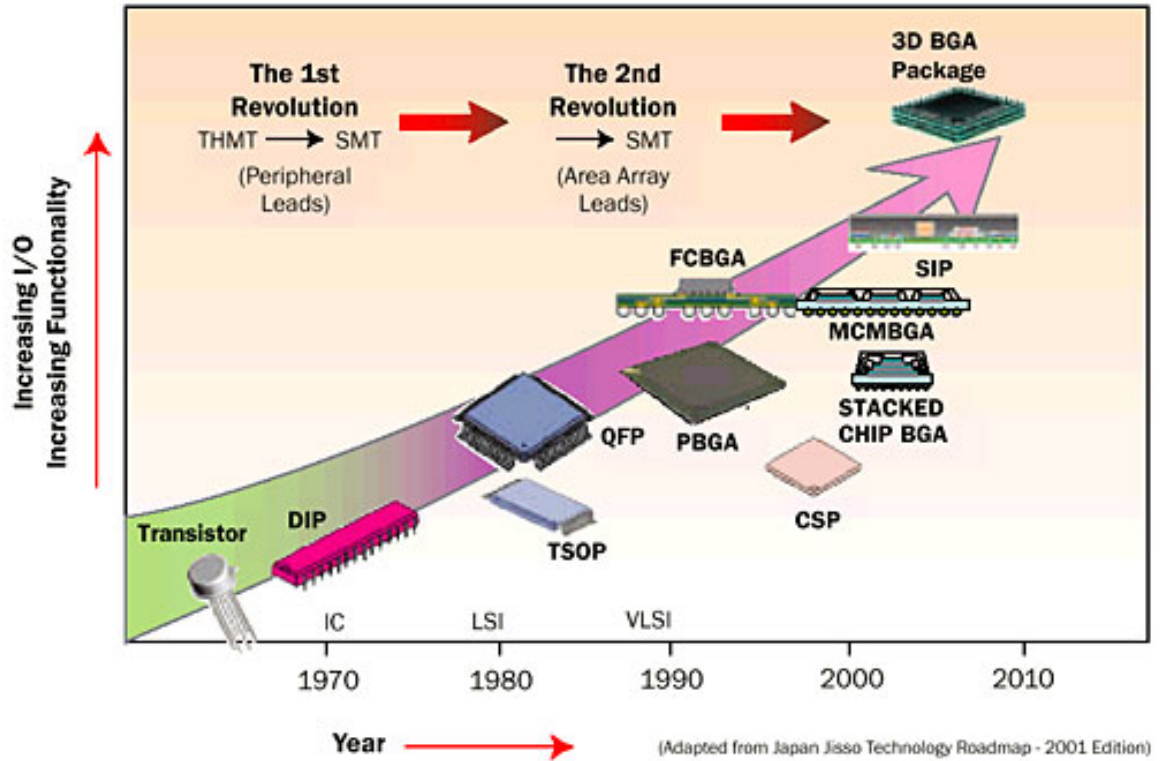 3D BGA
Package
The 1st
Revolution
THMT → SMT
(Peripheral
Leads)
The 2nd
Revolution
→ SMT
(Area Array
Leads)
Increasing I/O
Increasing Functionality
FCBGA
SIP
MCMBGA
STACKED
CHIP BGA
QFP
PBGA
CSP
TSOP
Transistor
DIP
IC
LSI
VLSI
1970
1980
1990
2000
2010
Year
(Adapted from Japan Jisso Technology Roadmap - 2001 Edition)